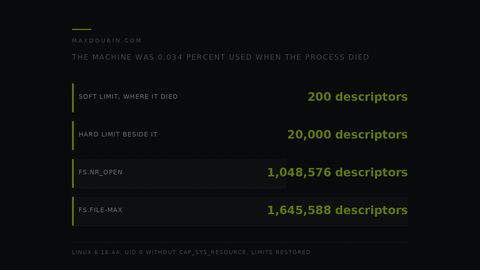 MAXDOURIN.COM
THE MACHINE WAS 0.034 PERCENT USED WHEN THE PROCESS DIED
SOFT LIMIT, WHERE IT DIED 200 descriptors
HARD LIMIT BESIDE IT 20,000 descriptors
FS.NR_OPEN 1,048,576 descriptors
FS.FILE-MAX 1,645,588 descriptors
LINUX 6.18.44, UID 0 WITHOUT CAP_SYS_RESOURCE, LIMITS RESTORED